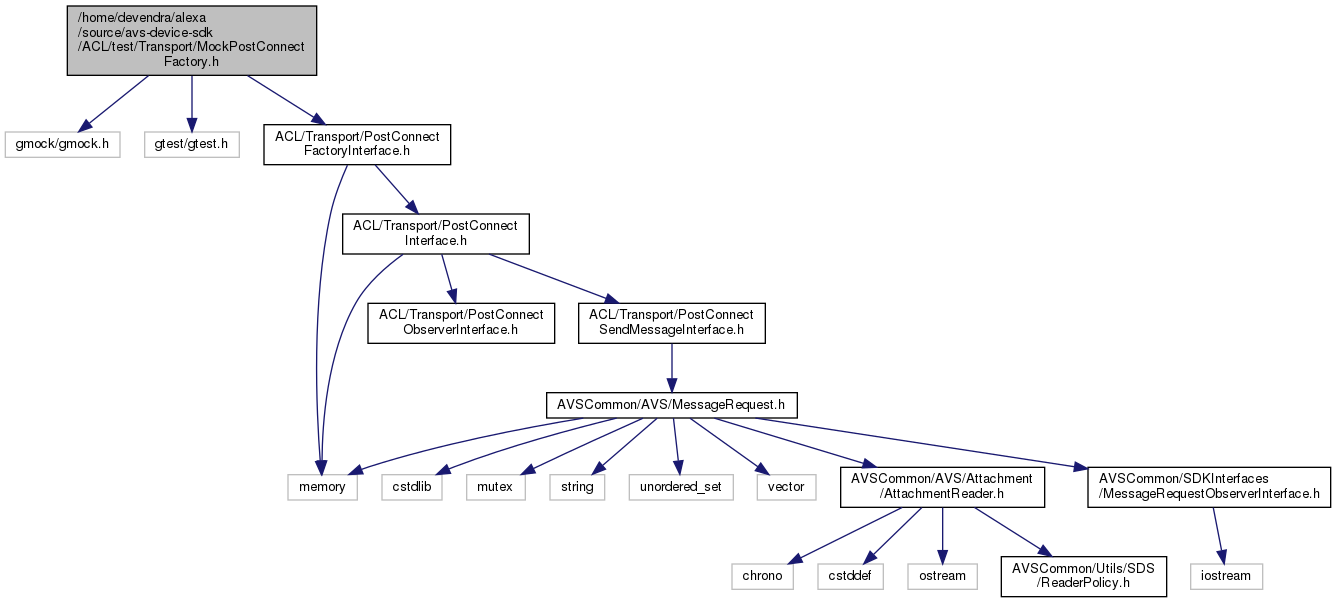 /home/devendra/alexa
/source/avs-device-sdk
/ACL/test/Transport/MockPostConnect
Factory.h
gmock/gmock.h
gtest/gtest.h
ACL/Transport/PostConnect
FactoryInterface.h
ACL/Transport/PostConnect
Interface.h
ACL/Transport/PostConnect
ObserverInterface.h
ACL/Transport/PostConnect
SendMessageInterface.h
AVSCommon/AVS/MessageRequest.h
memory
cstdlib
mutex
string
unordered_set
vector
AVSCommon/AVS/Attachment
/AttachmentReader.h
AVSCommon/SDKInterfaces
/MessageRequestObserverInterface.h
chrono
cstddef
ostream
AVSCommon/Utils/SDS
/ReaderPolicy.h
iostream